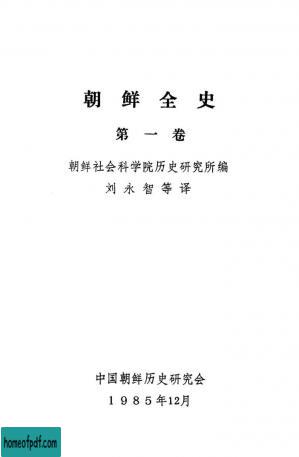 朝鲜全史
第一卷
朝鲜社会科学院历史研究所编
刘永智等译
中国朝鲜历史研究会
1985年12月
homeofpdf.com